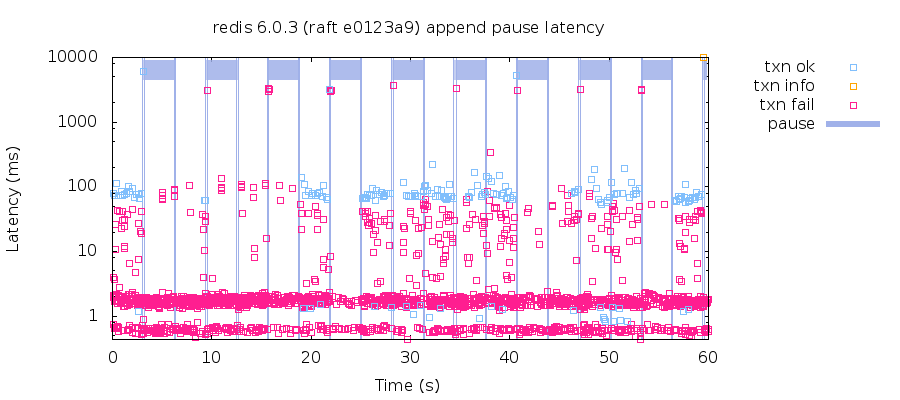 redis 6.0.3 (raft e0123a9) append pause latency
10000
1000
100
10
1
Latency (ms)
0 10 20 30 40 50 60
Time (s)
txn ok
txn info
txn fail
pause